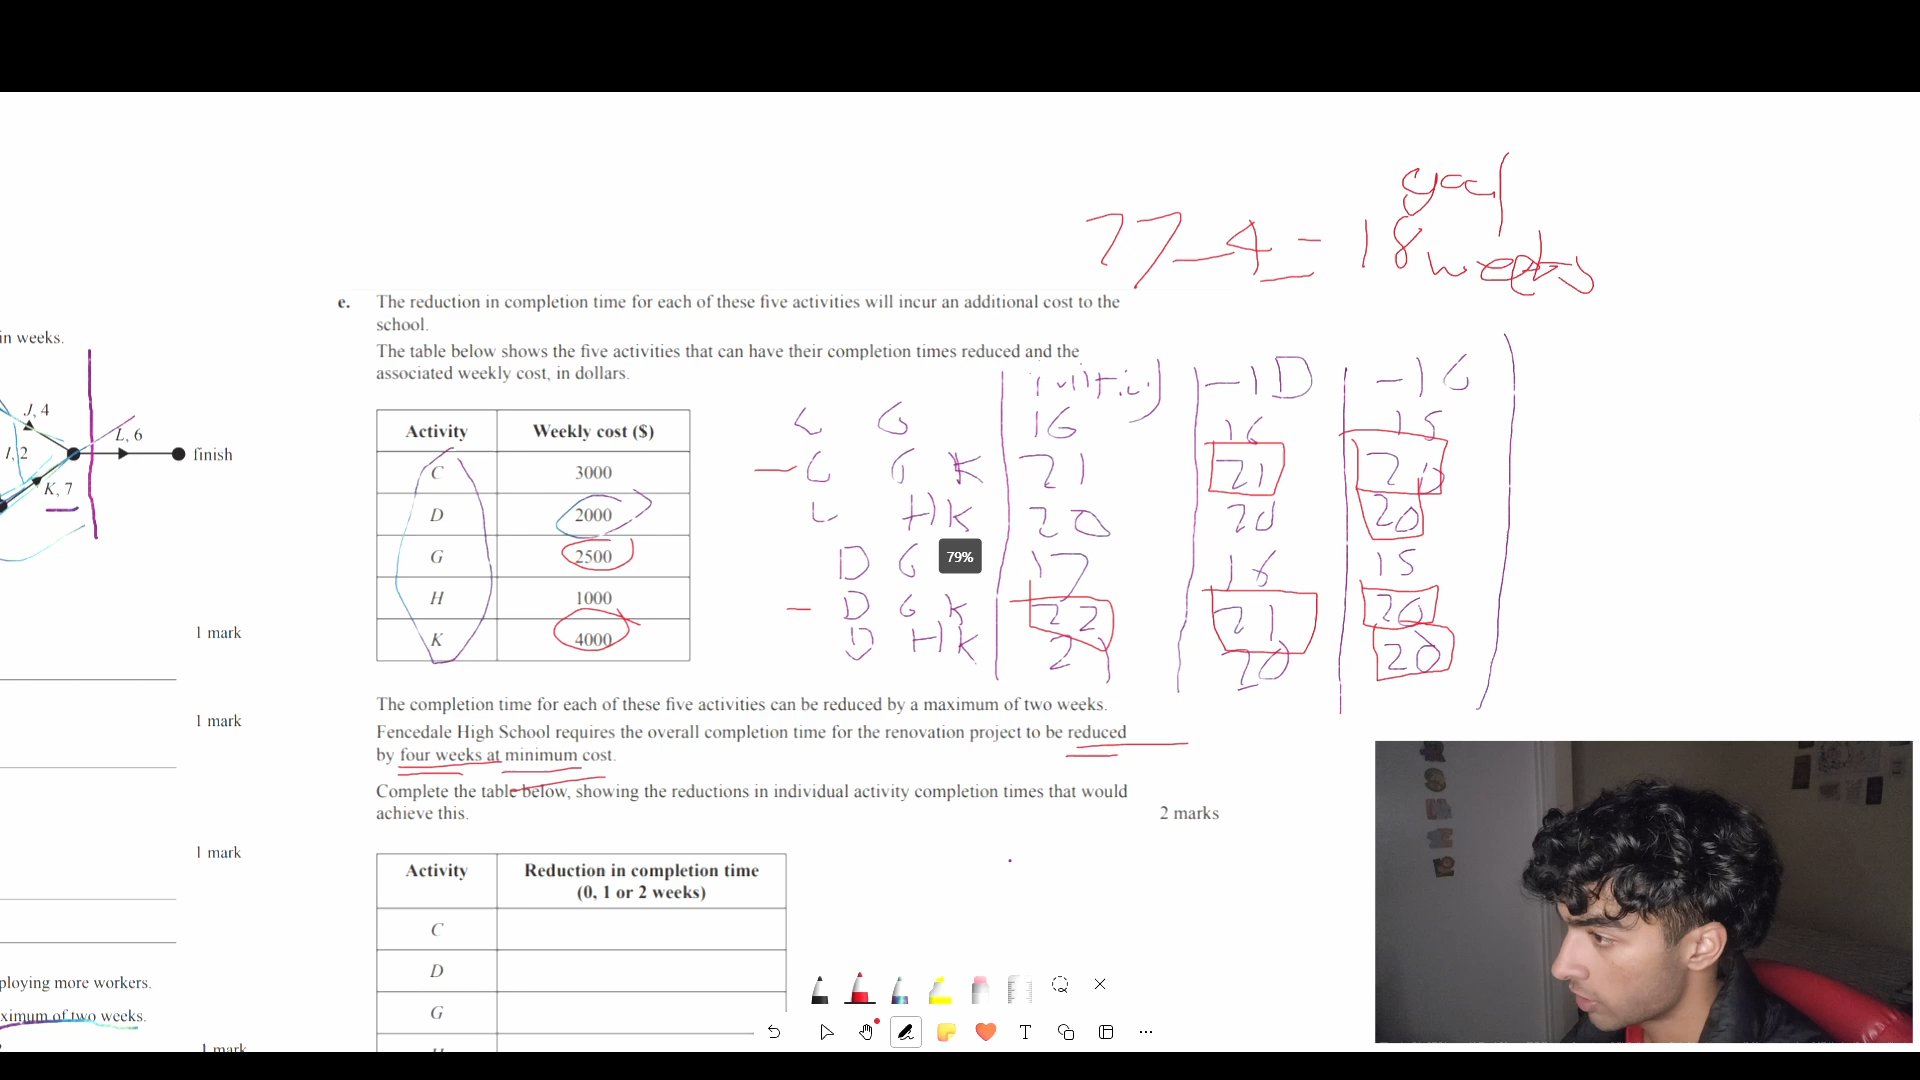 goal
22-4 = 18 weeks
e. The reduction in completion time for each of these five activities will incur an additional cost to the
school.
The table below shows the five activities that can have their completion times reduced and the
associated weekly cost, in dollars.
in weeks.
J, 4
L, 6
I, 2
finish
K, 7
Activity Weekly cost ($)
C 3000
D 2000
G 2500
H 1000
K 4000
initial -1D -1G
C G 16 16 15
- C G K 21 21 20
C H K 20 20 20
D G 17 16 15
- D G K 22 21 20
D H K 21 20 20
79%
1 mark
1 mark
1 mark
ploying more workers.
ximum of two weeks.
1 mark
The completion time for each of these five activities can be reduced by a maximum of two weeks.
Fencedale High School requires the overall completion time for the renovation project to be reduced
by four weeks at minimum cost.
Complete the table below, showing the reductions in individual activity completion times that would
achieve this.
2 marks
Activity Reduction in completion time
(0, 1 or 2 weeks)
C
D
G